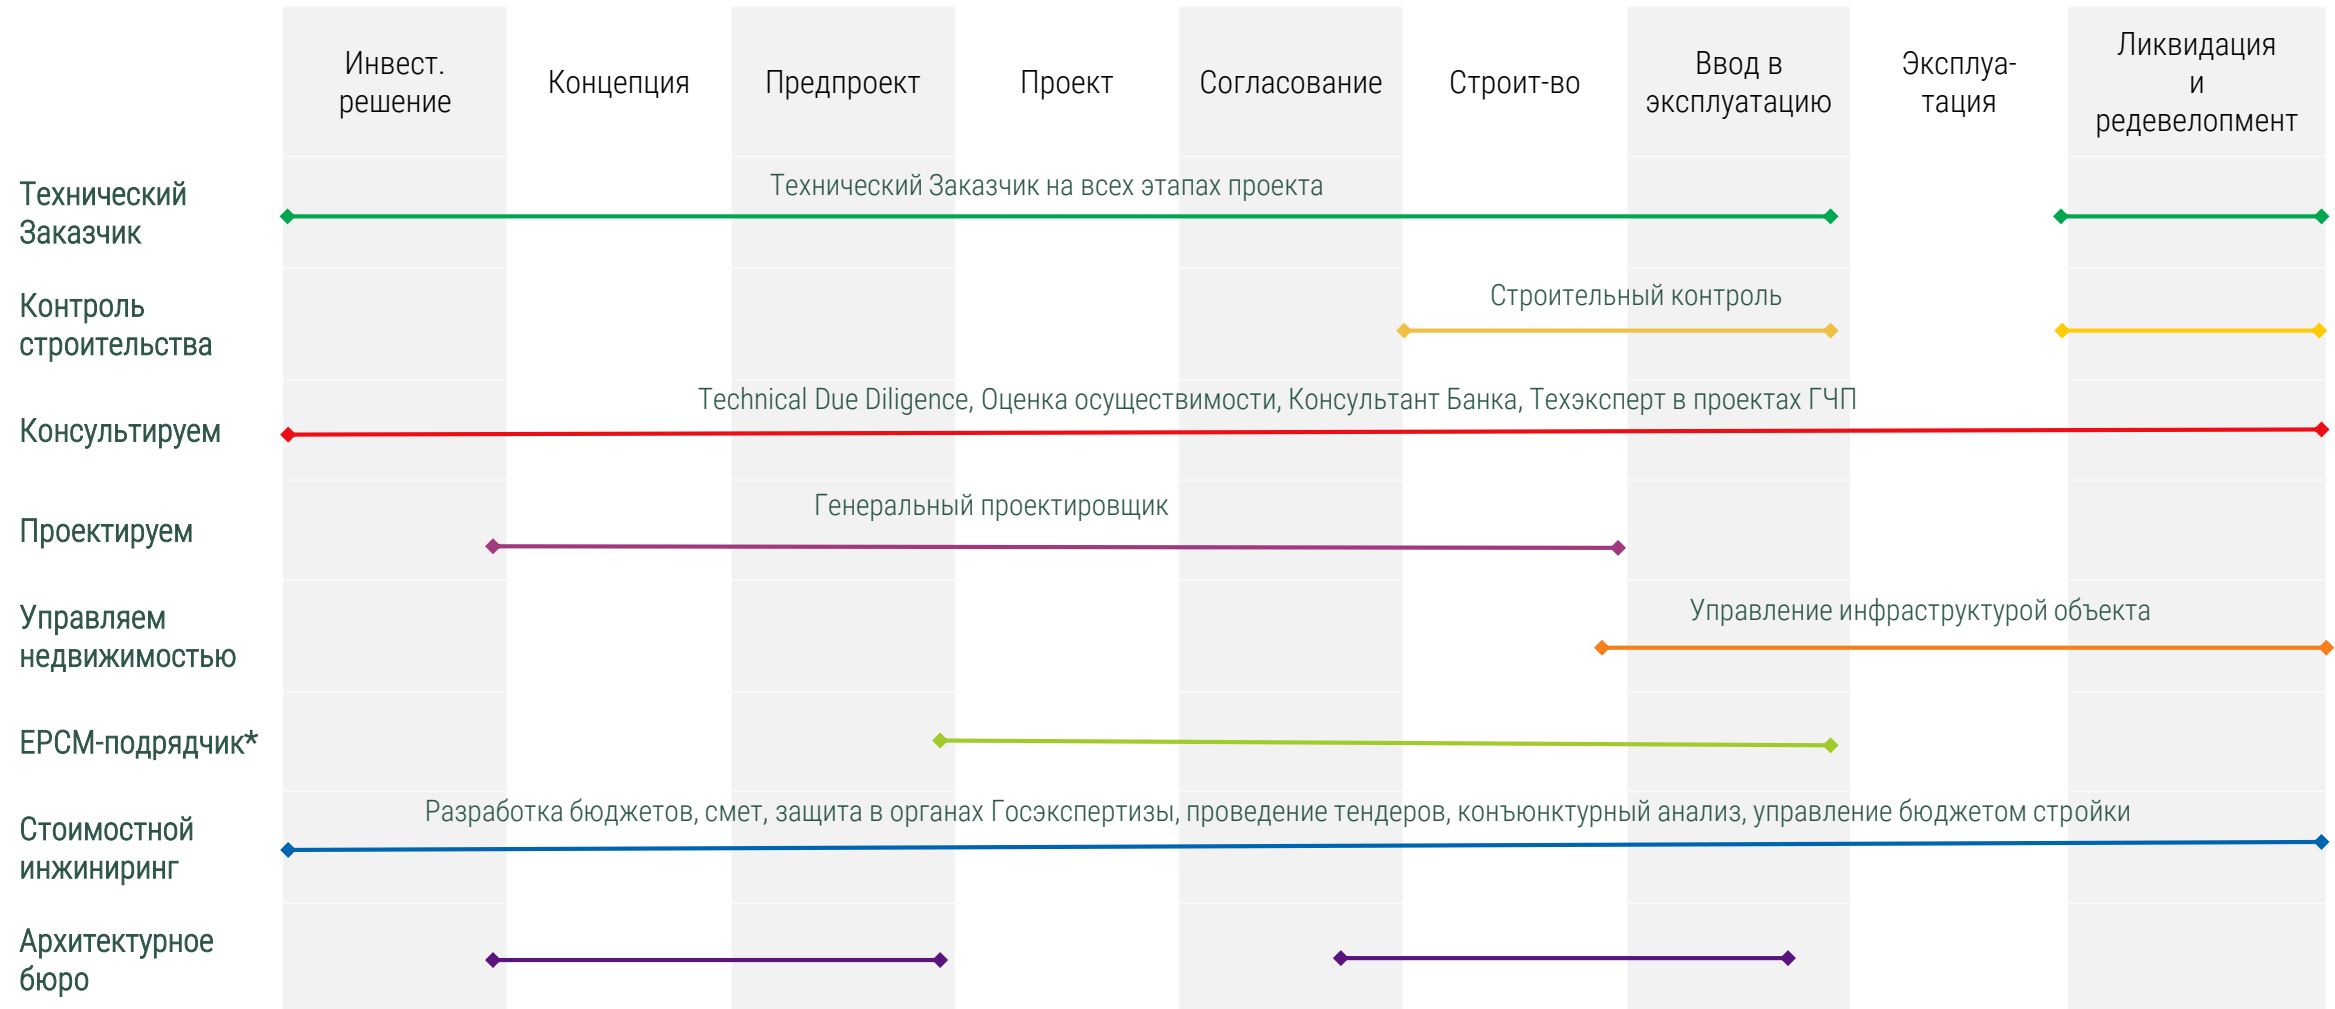 Инвест.
решение
Концепция
Предпроект
Проект
Согласование
Строит-во
Ввод в
эксплуатацию
Эксплуа-
тация
Ликвидация
и
редевелопмент
Технический
Заказчик
Технический Заказчик на всех этапах проекта
Контроль
строительства
Строительный контроль
Консультируем
Technical Due Diligence, Оценка осуществимости, Консультант Банка, Техэксперт в проектах ГЧП
Проектируем
Генеральный проектировщик
Управляем
недвижимостью
Управление инфраструктурой объекта
EPCM-подрядчик*
Стоимостной
инжиниринг
Разработка бюджетов, смет, защита в органах Госэкспертизы, проведение тендеров, конъюнктурный анализ, управление бюджетом стройки
Архитектурное
бюро